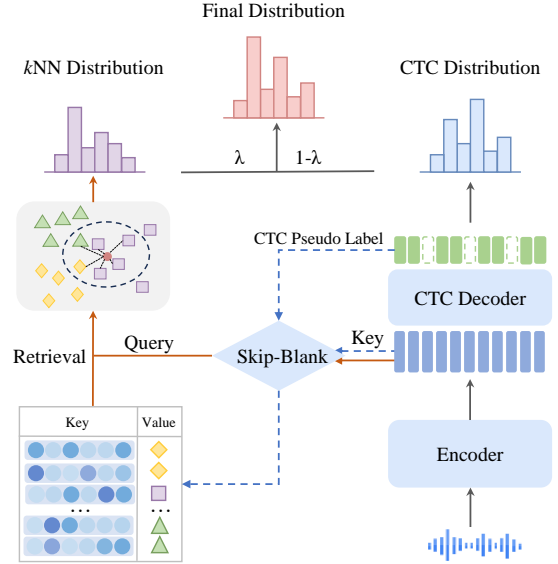 Final Distribution
kNN Distribution
CTC Distribution
λ
1-λ
CTC Pseudo Label
CTC Decoder
Key
Skip-Blank
Query
Retrieval
Key
Value
...
...
Encoder